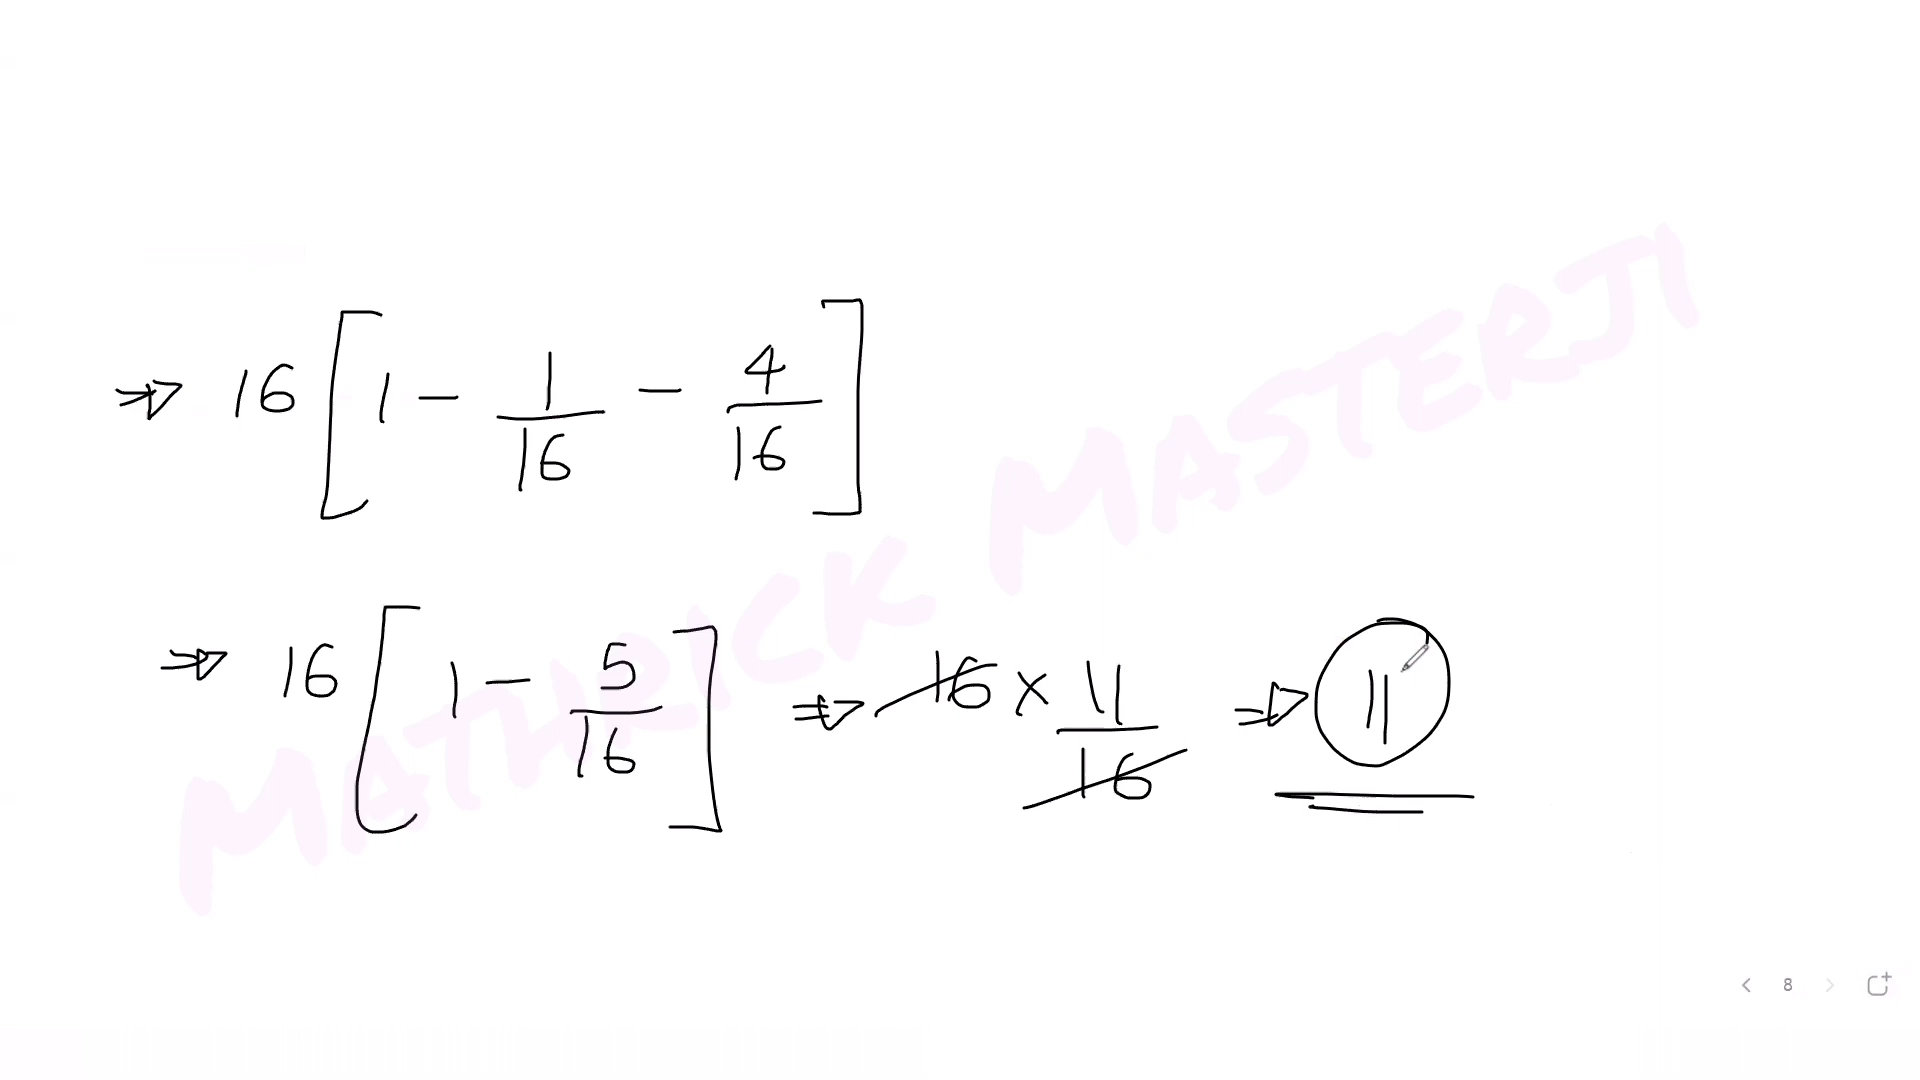 ⇒ 16 [ 1 - 1/16 - 4/16 ]
⇒ 16 [ 1 - 5/16 ] ⇒ 16 × 11/16 ⇒ 11
MATHRICK MASTERJI
8